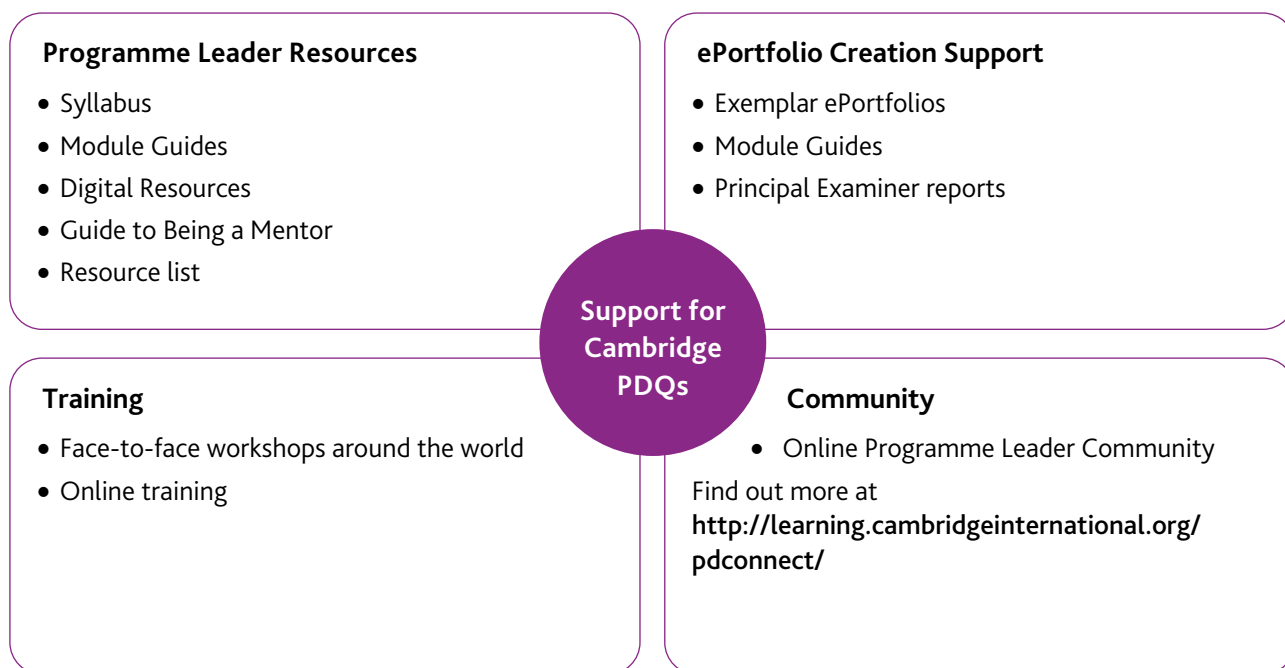 Programme Leader Resources
• Syllabus
• Module Guides
• Digital Resources
• Guide to Being a Mentor
• Resource list
ePortfolio Creation Support
• Exemplar ePortfolios
• Module Guides
• Principal Examiner reports
Support for
Cambridge
PDQs
Training
• Face-to-face workshops around the world
• Online training
Community
• Online Programme Leader Community
Find out more at
http://learning.cambridgeinternational.org/
pdconnect/